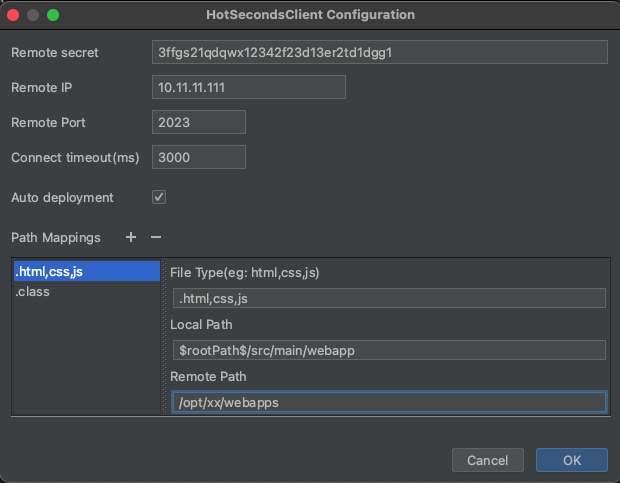 HotSecondsClient Configuration
Remote secret 3ffgs21qdqwx12342f23d13er2td1dgg1
Remote IP 10.11.11.111
Remote Port 2023
Connect timeout(ms) 3000
Auto deployment
Path Mappings + −
.html,css,js
.class
File Type(eg: html,css,js)
.html,css,js
Local Path
$rootPath$/src/main/webapp
Remote Path
/opt/xx/webapps
Cancel OK